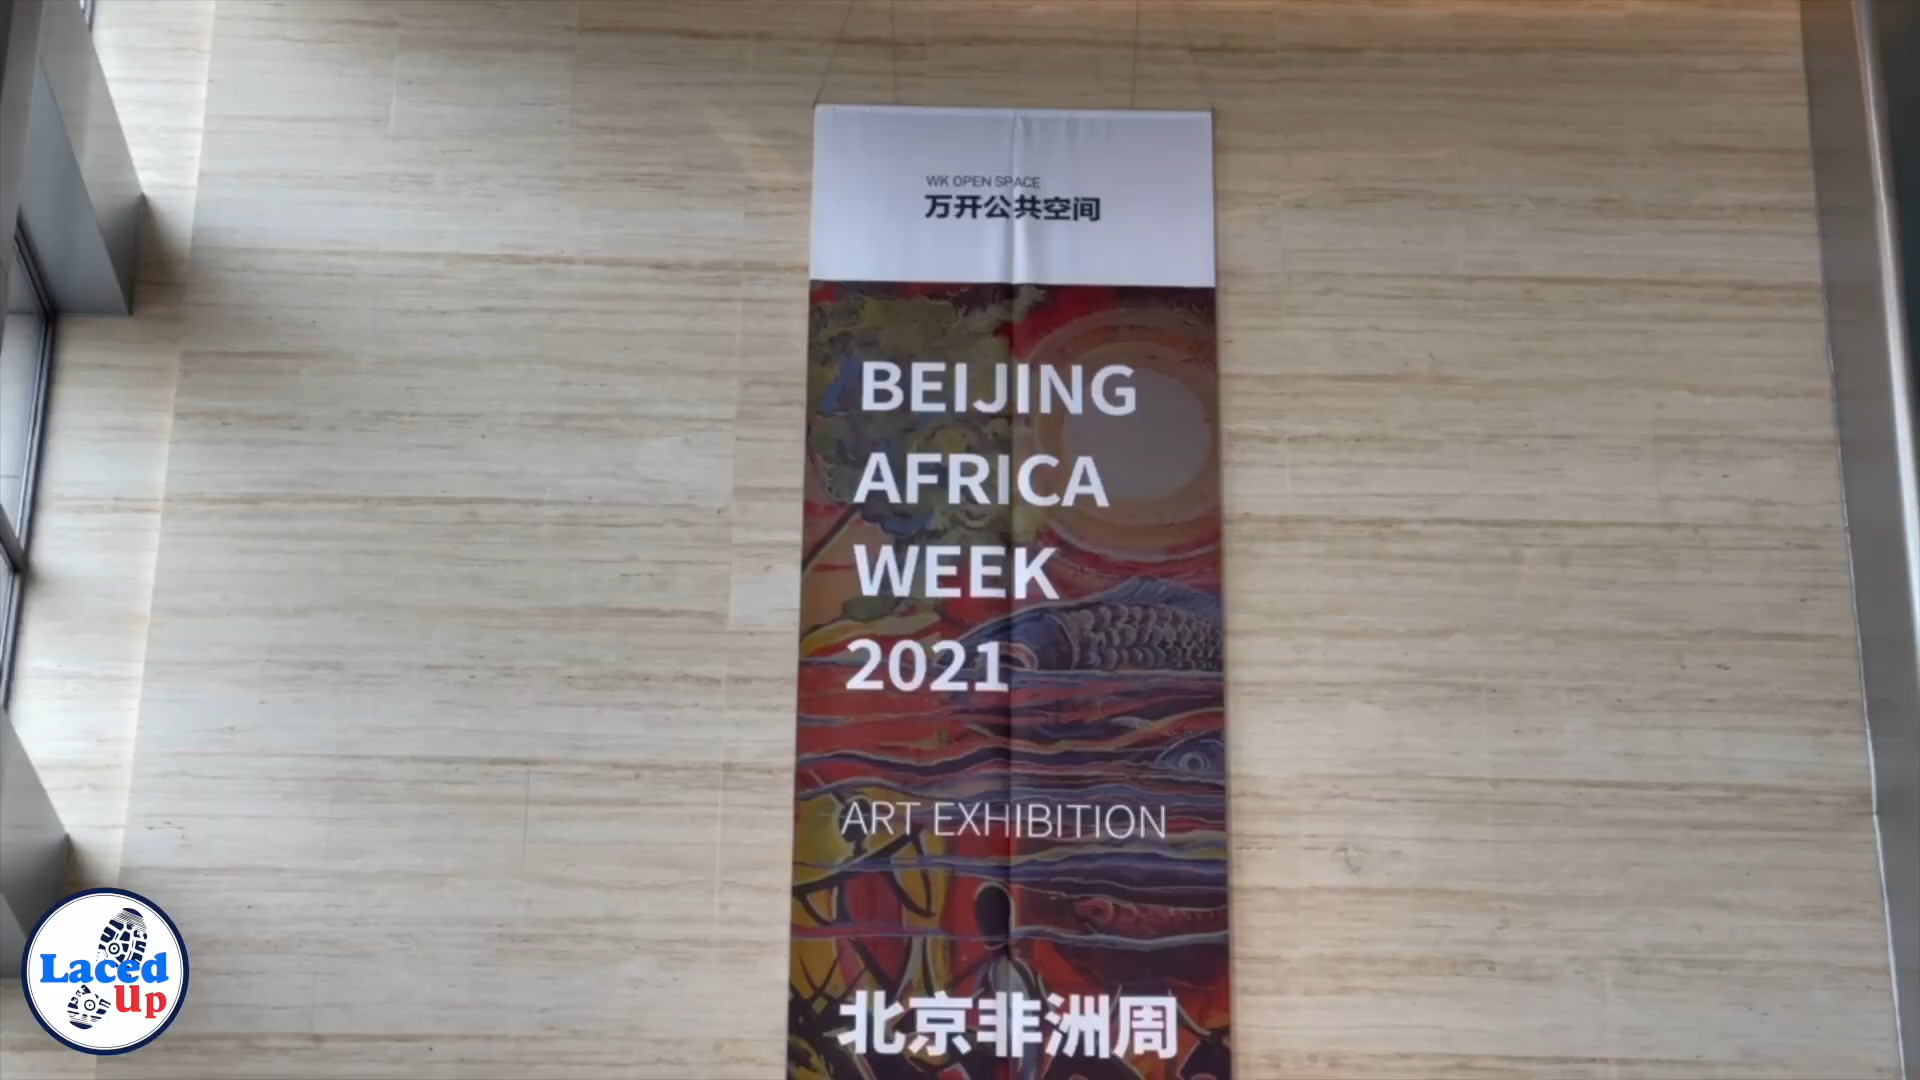 WK OPEN SPACE
万开公共空间
BEIJING
AFRICA
WEEK
2021
ART EXHIBITION
北京非洲周
Laced
Up